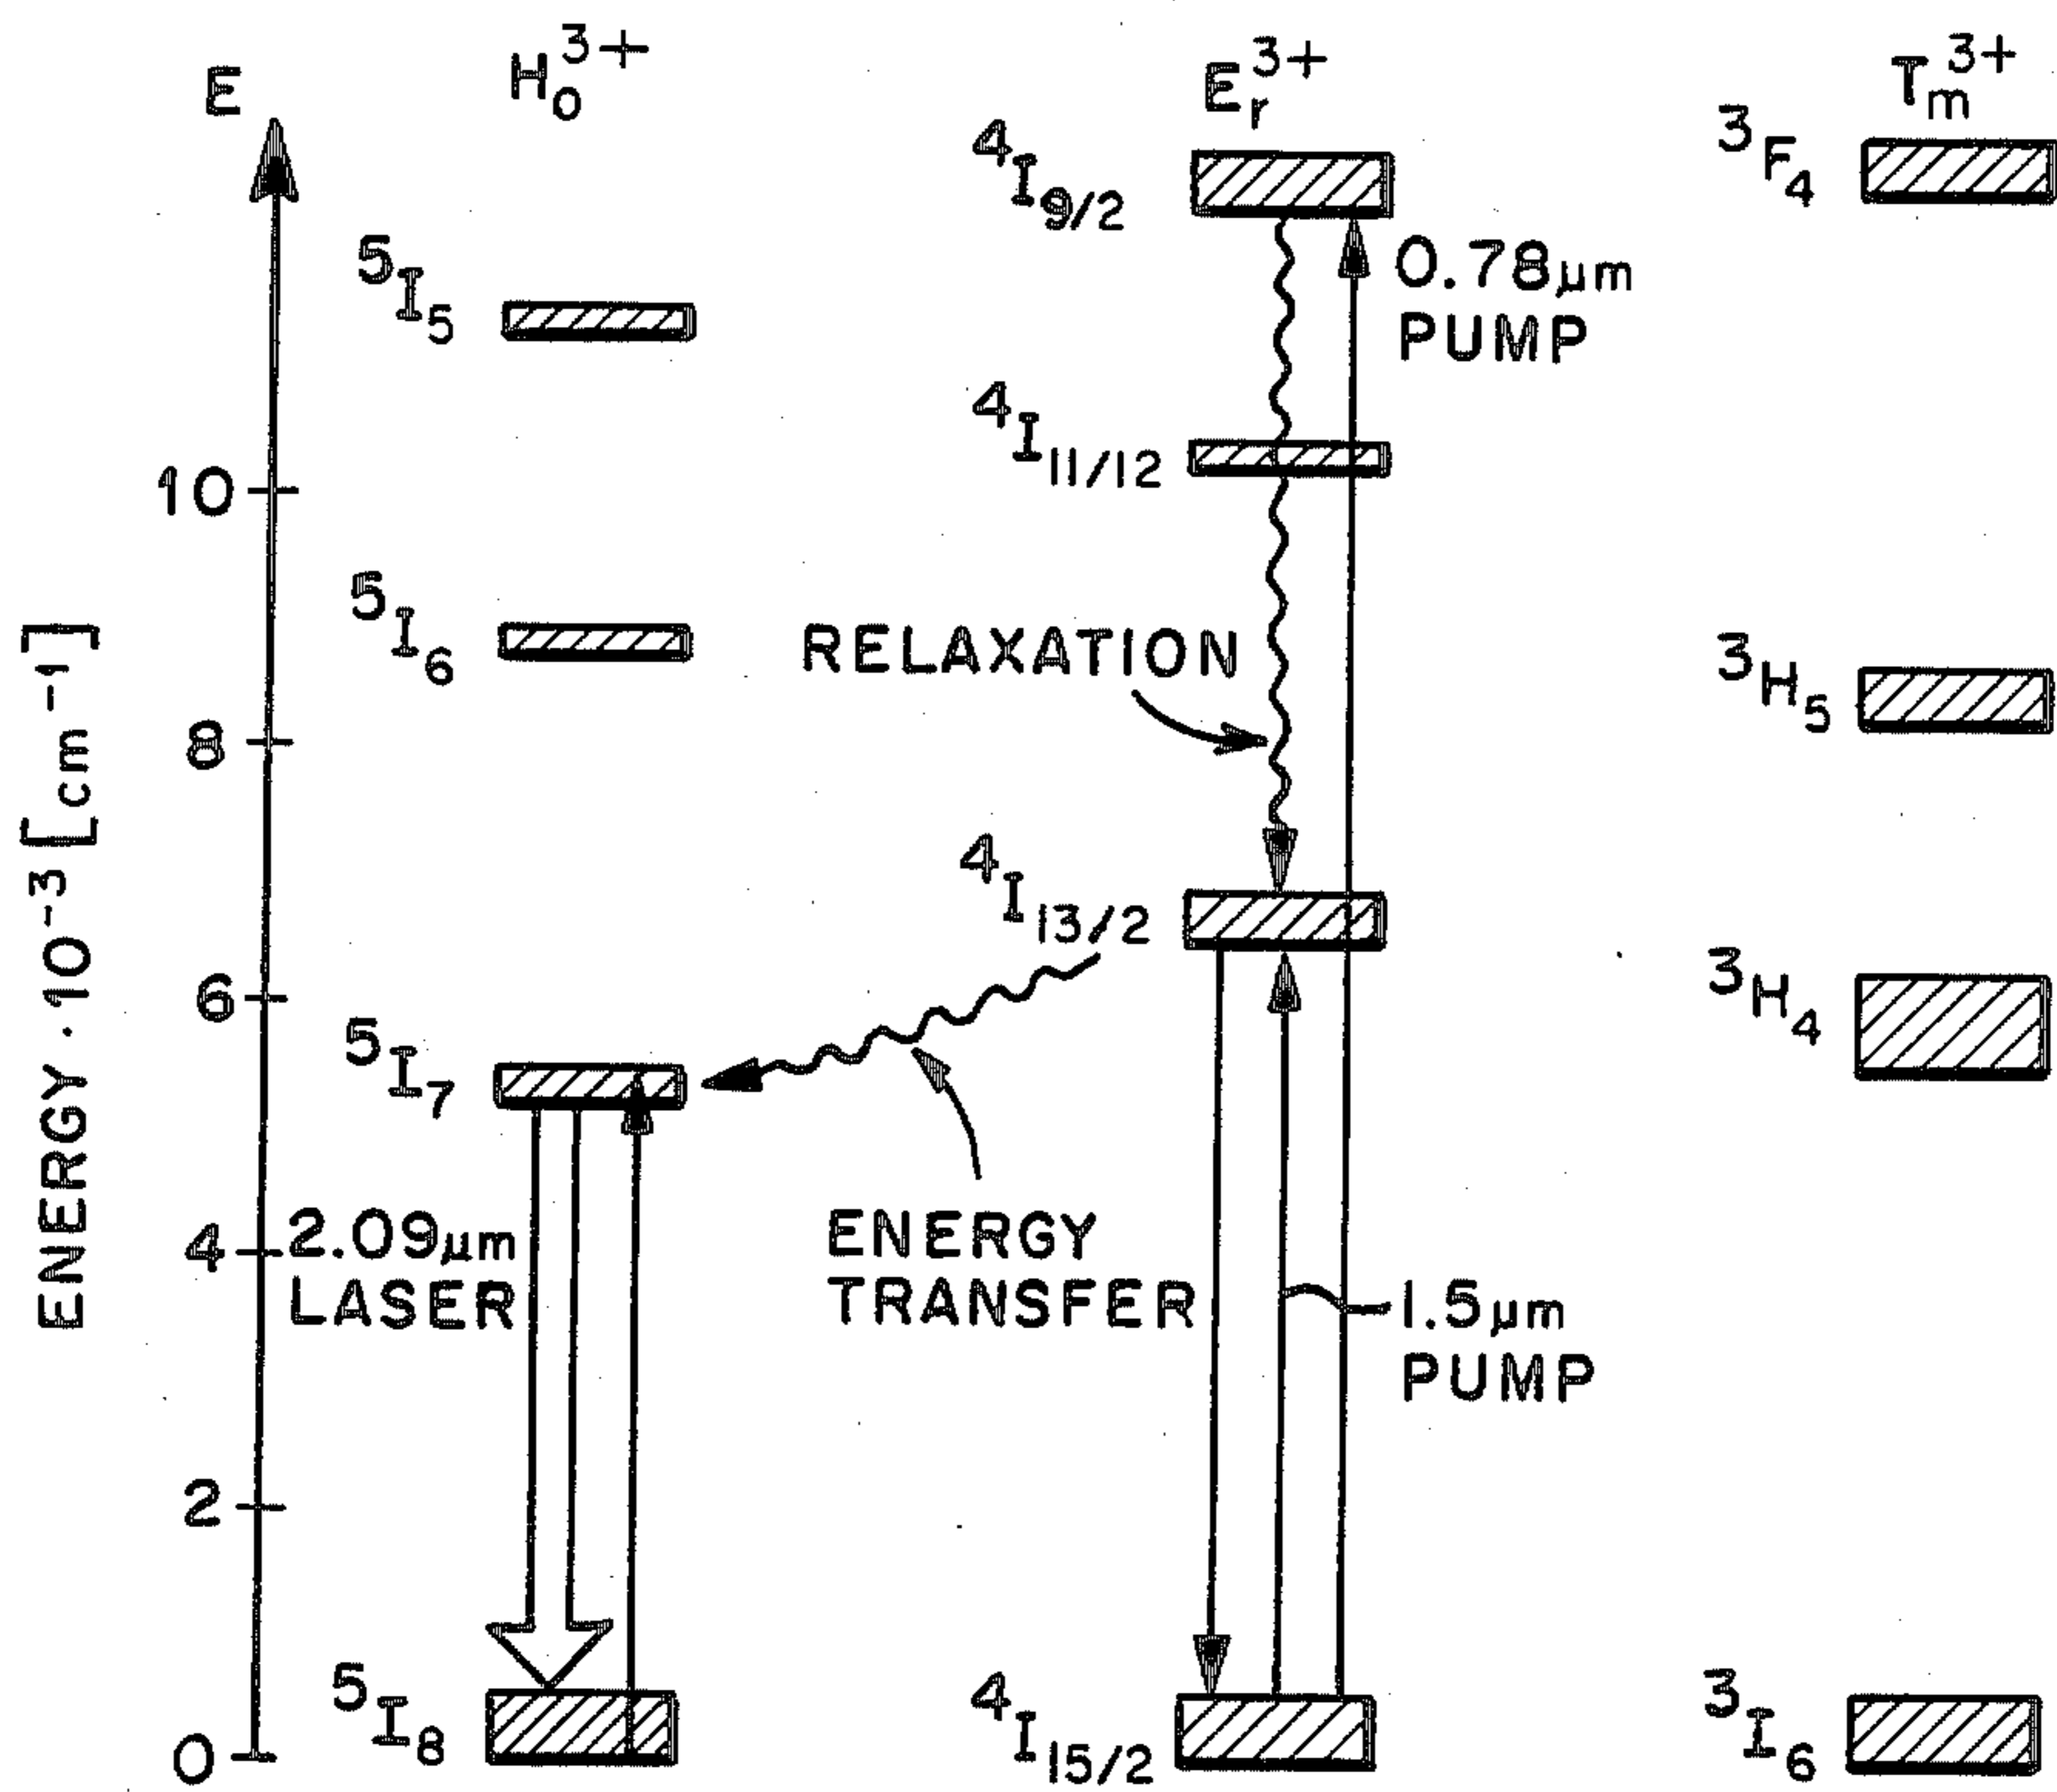 E
Ho³⁺
Er³⁺
Tm³⁺
⁴I9/2
³F₄
0.78μm
PUMP
⁵I₅
⁴I11/12
10
⁵I₆
RELAXATION
³H₅
8
ENERGY·10⁻³[cm⁻¹]
⁴I13/2
6
³H₄
⁵I₇
4
2.09μm
LASER
ENERGY
TRANSFER
1.5μm
PUMP
2
⁵I₈
⁴I15/2
³I₆
0